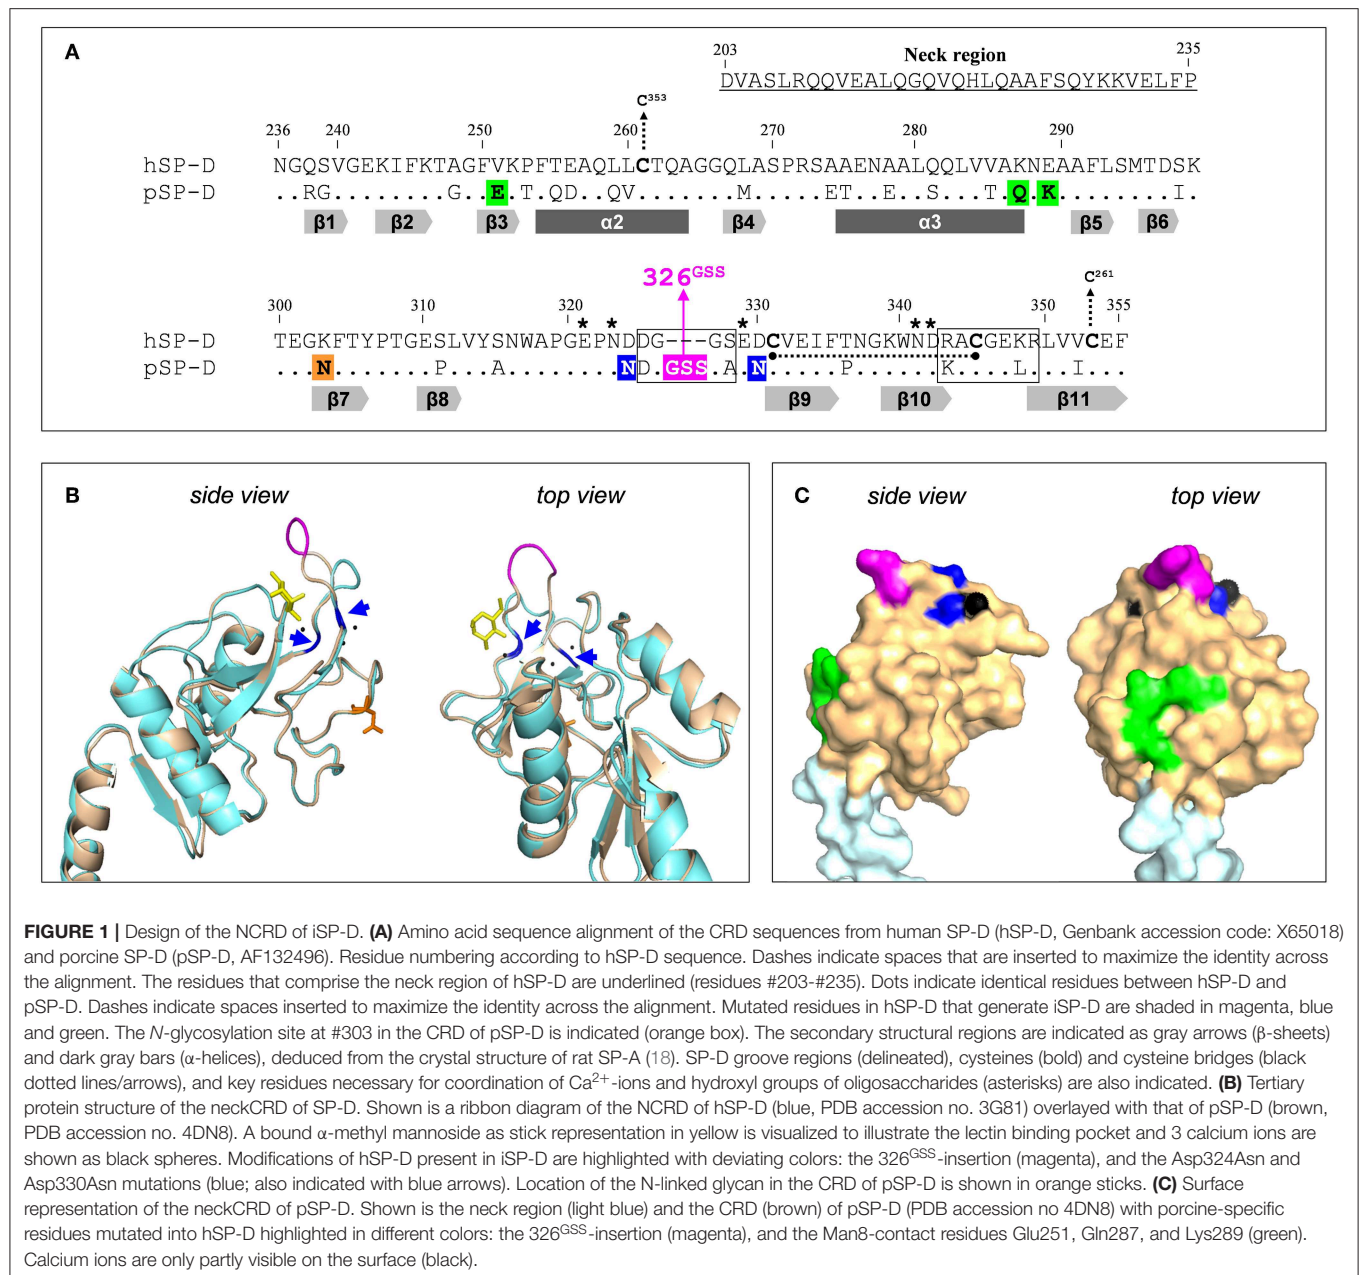 A
203 235
Neck region
DVASLRQQVEALQGQVQHLQAAFSQYKKVELFP
C353
236 240 250 260 270 280 290
hSP-D NGQSVGEKIFKTAGFVKPFTEAQLLCTQAGGQLASPRSAAENAALQQLVVAKNEAAFLSMTDSK
pSP-D ..RG........G..E.T.QD..QV.......M.....ET..E..S...T.Q.K........I.
β1 β2 β3 α2 β4 α3 β5 β6
326GSS C261
300 310 320 330 340 350 355
* * * * *
hSP-D TEGKFTYPTGESLVYSNWAPGEPNDDG---GSEDCVEIFTNGKWNDRACGEKRLVVCEF
pSP-D ...N.......P...A........ND.GSS.A.N......P......K....L...I..
β7 β8 β9 β10 β11
B side view top view
C side view top view
FIGURE 1 | Design of the NCRD of iSP-D. (A) Amino acid sequence alignment of the CRD sequences from human SP-D (hSP-D, Genbank accession code: X65018)
and porcine SP-D (pSP-D, AF132496). Residue numbering according to hSP-D sequence. Dashes indicate spaces that are inserted to maximize the identity across
the alignment. The residues that comprise the neck region of hSP-D are underlined (residues #203-#235). Dots indicate identical residues between hSP-D and
pSP-D. Dashes indicate spaces inserted to maximize the identity across the alignment. Mutated residues in hSP-D that generate iSP-D are shaded in magenta, blue
and green. The N-glycosylation site at #303 in the CRD of pSP-D is indicated (orange box). The secondary structural regions are indicated as gray arrows (β-sheets)
and dark gray bars (α-helices), deduced from the crystal structure of rat SP-A (18). SP-D groove regions (delineated), cysteines (bold) and cysteine bridges (black
dotted lines/arrows), and key residues necessary for coordination of Ca2+-ions and hydroxyl groups of oligosaccharides (asterisks) are also indicated. (B) Tertiary
protein structure of the neckCRD of SP-D. Shown is a ribbon diagram of the NCRD of hSP-D (blue, PDB accession no. 3G81) overlayed with that of pSP-D (brown,
PDB accession no. 4DN8). A bound α-methyl mannoside as stick representation in yellow is visualized to illustrate the lectin binding pocket and 3 calcium ions are
shown as black spheres. Modifications of hSP-D present in iSP-D are highlighted with deviating colors: the 326GSS-insertion (magenta), and the Asp324Asn and
Asp330Asn mutations (blue; also indicated with blue arrows). Location of the N-linked glycan in the CRD of pSP-D is shown in orange sticks. (C) Surface
representation of the neckCRD of pSP-D. Shown is the neck region (light blue) and the CRD (brown) of pSP-D (PDB accession no 4DN8) with porcine-specific
residues mutated into hSP-D highlighted in different colors: the 326GSS-insertion (magenta), and the Man8-contact residues Glu251, Gln287, and Lys289 (green).
Calcium ions are only partly visible on the surface (black).